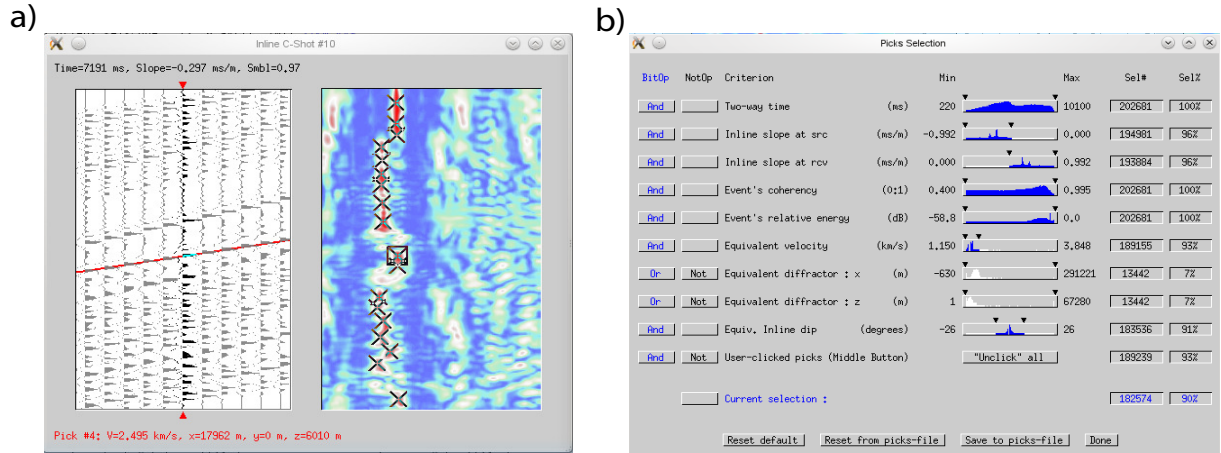 a)
Inline C-Shot #10
Time=7191 ms, Slope=-0.297 ms/m, Smbl=0.97
Pick #4: V=2.495 km/s, x=17962 m, y=0 m, z=6010 m
b)
Picks Selection
BitOp NotOp Criterion Min Max Sel# Sel%
And Two-way time (ms) 220 10100 202681 100%
And Inline slope at src (ms/m) -0.992 0.000 194981 96%
And Inline slope at rcv (ms/m) 0.000 0.992 193884 96%
And Event's coherency (0:1) 0.400 0.995 202681 100%
And Event's relative energy (dB) -58.8 0.0 202681 100%
And Equivalent velocity (km/s) 1.150 3.848 189155 93%
Or Not Equivalent diffractor : x (m) -630 291221 13442 7%
Or Not Equivalent diffractor : z (m) 1 67280 13442 7%
And Equiv. Inline dip (degrees) -26 26 183536 91%
And Not User-clicked picks (Middle Button) "Unclick" all 189239 93%
Current selection : 182574 90%
Reset default Reset from picks-file Save to picks-file Done